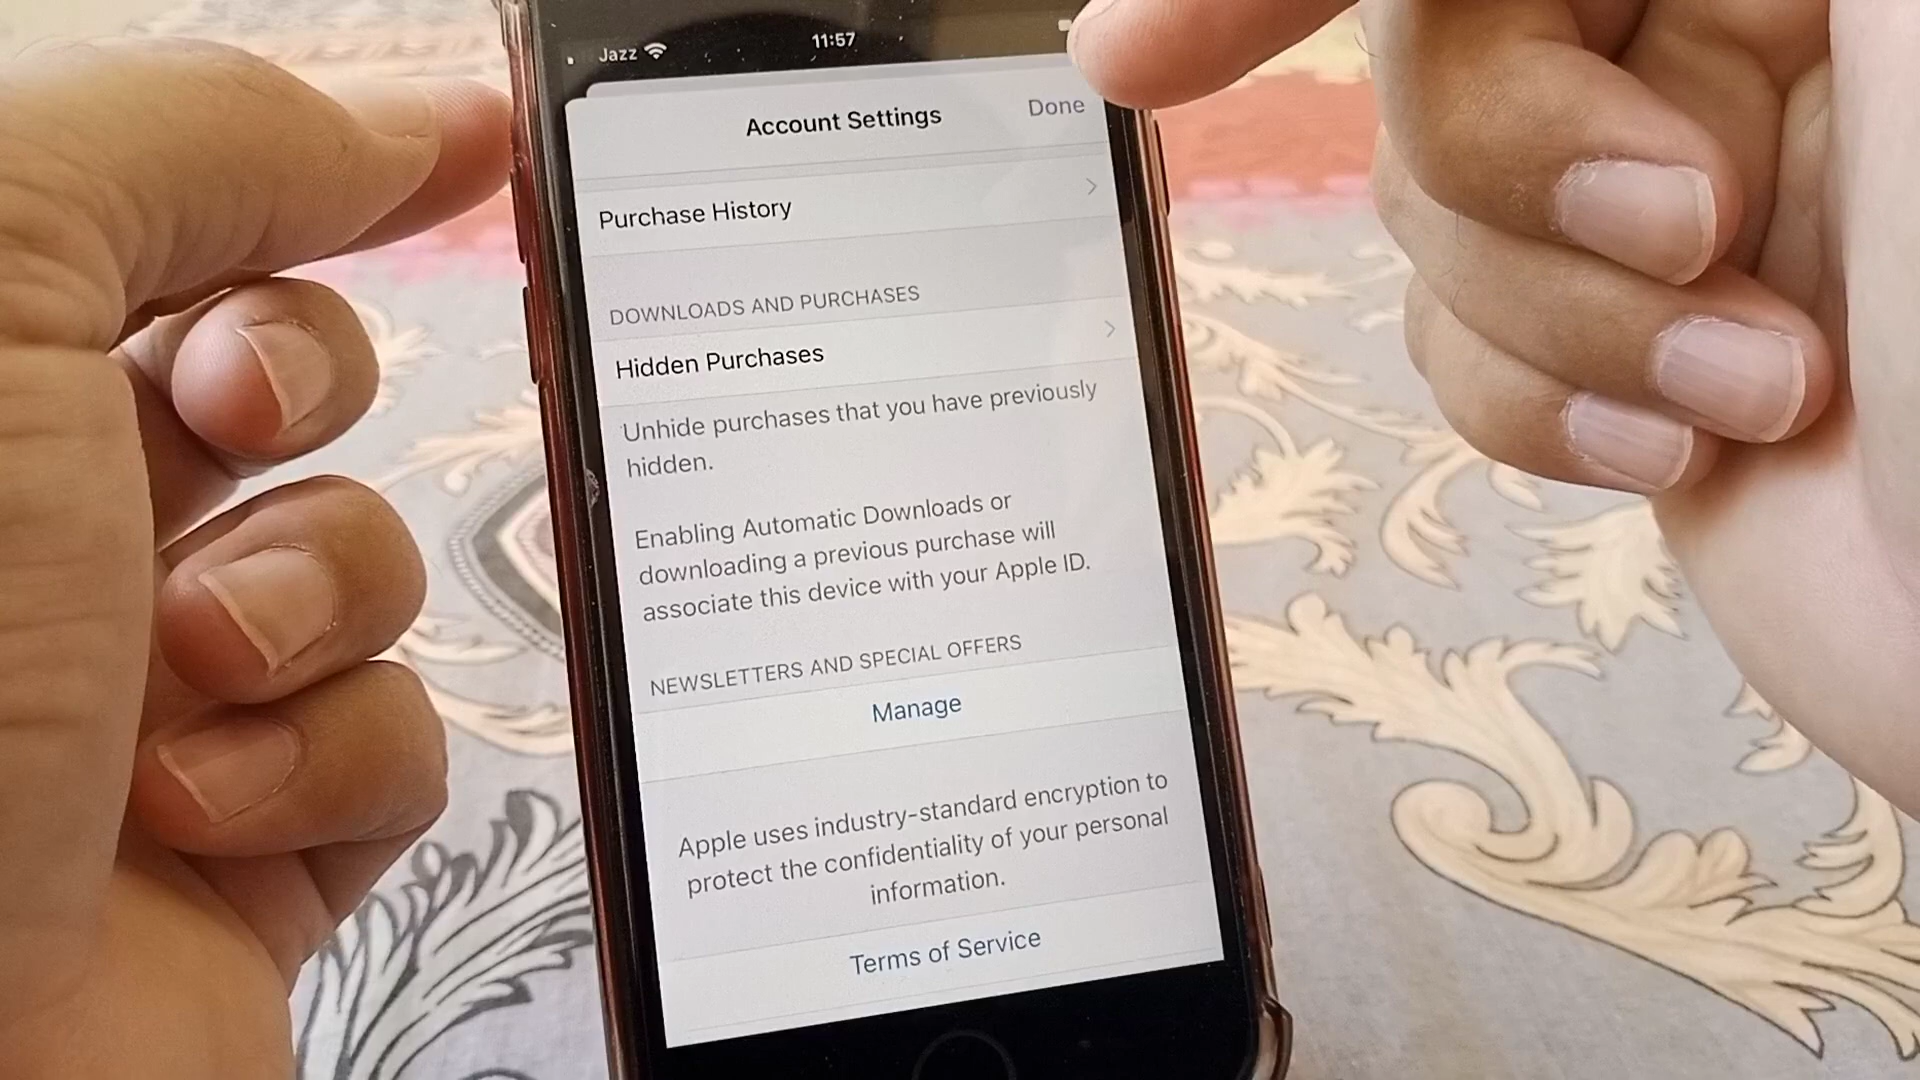 Jazz 11:57
Account Settings Done
Purchase History
DOWNLOADS AND PURCHASES
Hidden Purchases
Unhide purchases that you have previously
hidden.
Enabling Automatic Downloads or
downloading a previous purchase will
associate this device with your Apple ID.
NEWSLETTERS AND SPECIAL OFFERS
Manage
Apple uses industry-standard encryption to
protect the confidentiality of your personal
information.
Terms of Service